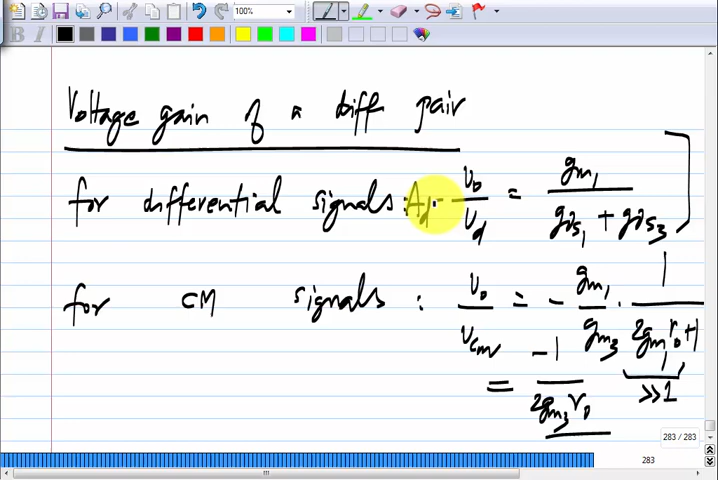 100%
B I
Voltage gain of a diff pair
for differential signals: Ad = vo/vd = gm1/(gds1 + gds3)
for CM signals : vo/vcm = - gm1/gm3 · 1/(2gm1ro+1)
>>1
= -1/(2gm3ro)
283 / 283
283